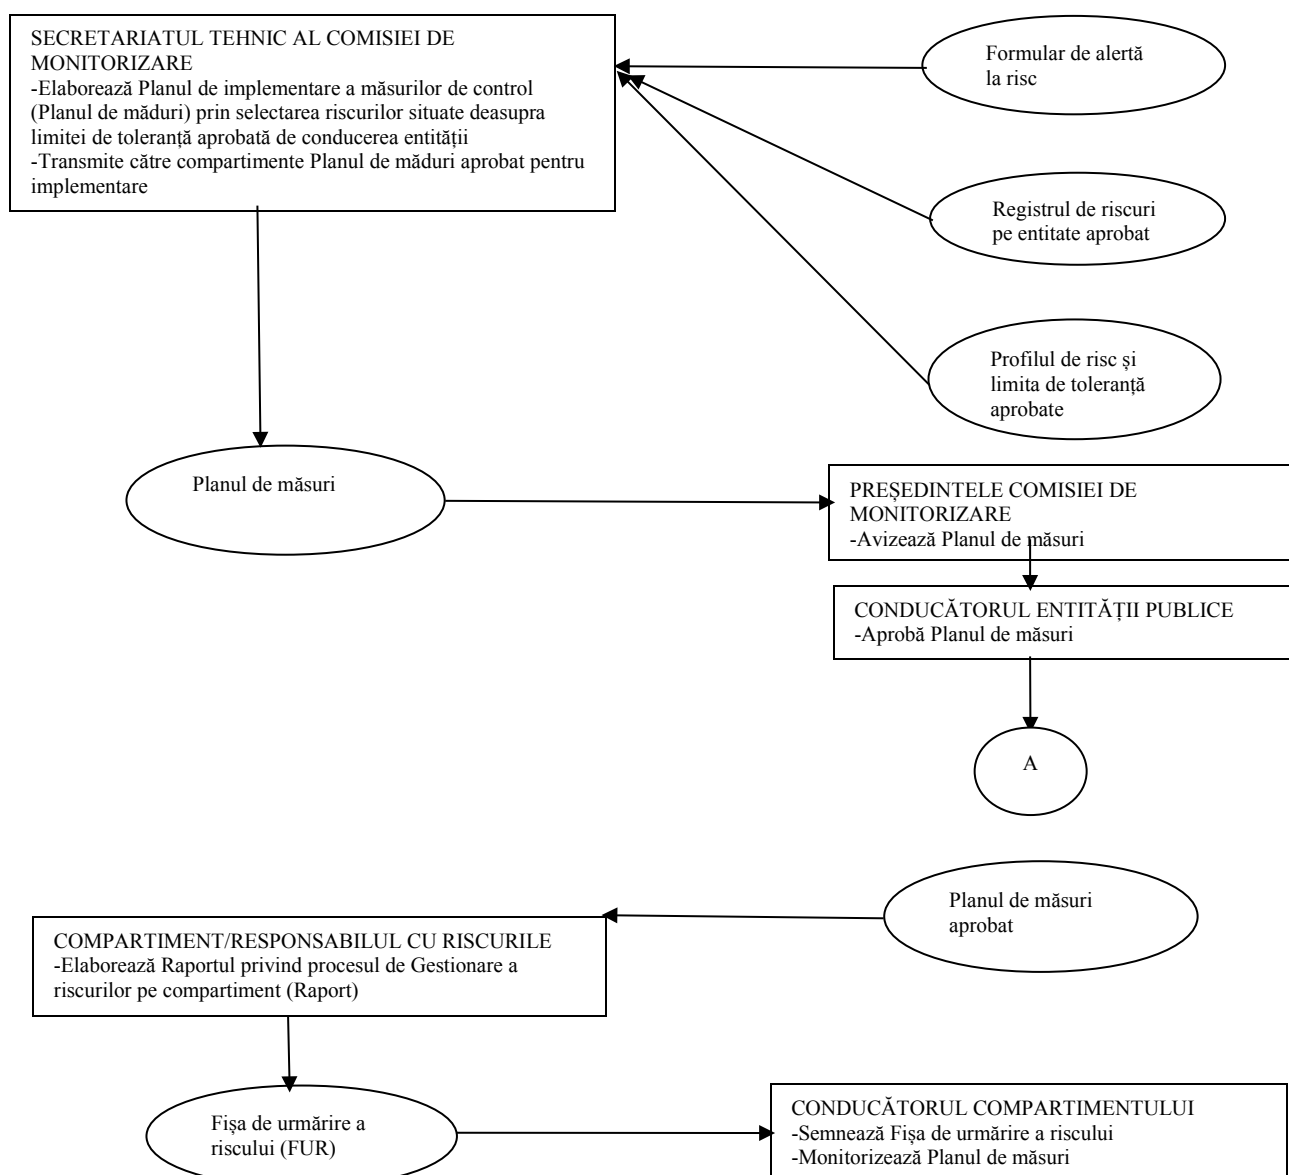 SECRETARIATUL TEHNIC AL COMISIEI DE
MONITORIZARE
-Elaborează Planul de implementare a măsurilor de control
(Planul de măduri) prin selectarea riscurilor situate deasupra
limitei de toleranță aprobată de conducerea entității
-Transmite către compartimente Planul de măduri aprobat pentru
implementare
Formular de alertă
la risc
Registrul de riscuri
pe entitate aprobat
Profilul de risc și
limita de toleranță
aprobate
Planul de măsuri
PREȘEDINTELE COMISIEI DE
MONITORIZARE
-Avizează Planul de măsuri
CONDUCĂTORUL ENTITĂȚII PUBLICE
-Aprobă Planul de măsuri
A
Planul de măsuri
aprobat
COMPARTIMENT/RESPONSABILUL CU RISCURILE
-Elaborează Raportul privind procesul de Gestionare a
riscurilor pe compartiment (Raport)
Fișa de urmărire a
riscului (FUR)
CONDUCĂTORUL COMPARTIMENTULUI
-Semnează Fișa de urmărire a riscului
-Monitorizează Planul de măsuri